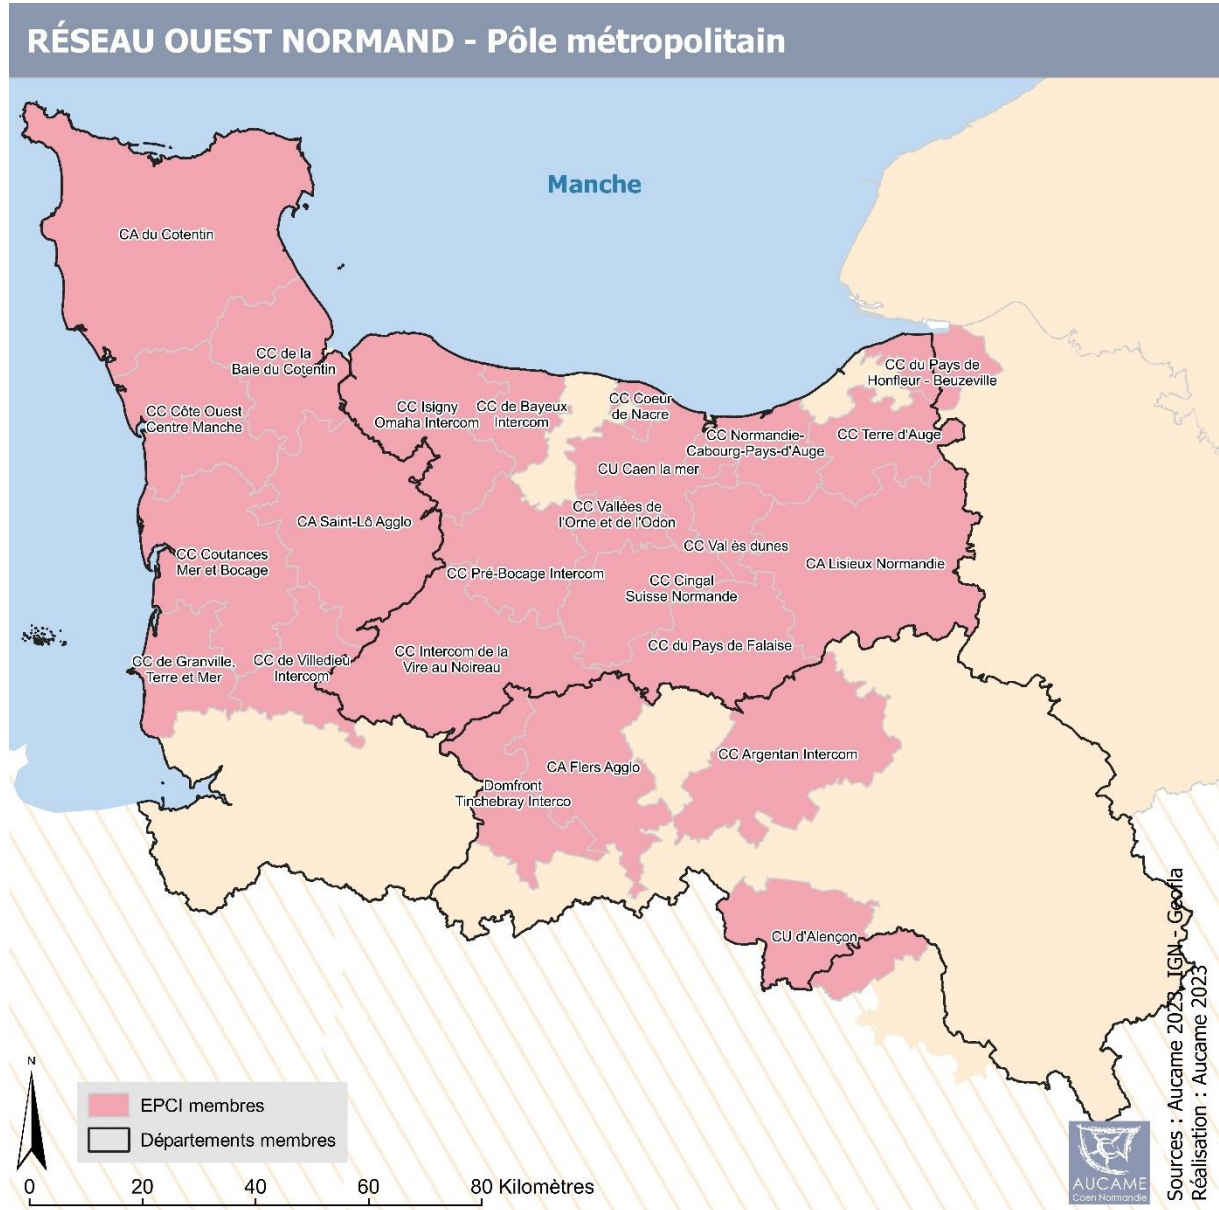 RÉSEAU OUEST NORMAND - Pôle métropolitain
Manche
CA du Cotentin
CC de la
Baie du Cotentin
CC Côte Ouest
Centre Manche
CC Isigny
Omaha Intercom
CC de Bayeux
Intercom
CC Coeur
de Nacre
CC du Pays de
Honfleur - Beuzeville
CC Normandie-
Cabourg-Pays-d'Auge
CC Terre d'Auge
CU Caen la mer
CA Saint-Lô Agglo
CC Vallées de
l'Orne et de l'Odon
CC Val ès dunes
CA Lisieux Normandie
CC Coutances
Mer et Bocage
CC Pré-Bocage Intercom
CC Cingal
Suisse Normande
CC de Granville,
Terre et Mer
CC de Villedieu
Intercom
CC Intercom de la
Vire au Noireau
CC du Pays de Falaise
CC Argentan Intercom
CA Flers Agglo
Domfront
Tinchebray Interco
CU d'Alençon
N
EPCI membres
Départements membres
0 20 40 60 80 Kilomètres
AUCAME
Caen Normandie
Sources : Aucame 2023, IGN - Geofla
Réalisation : Aucame 2023